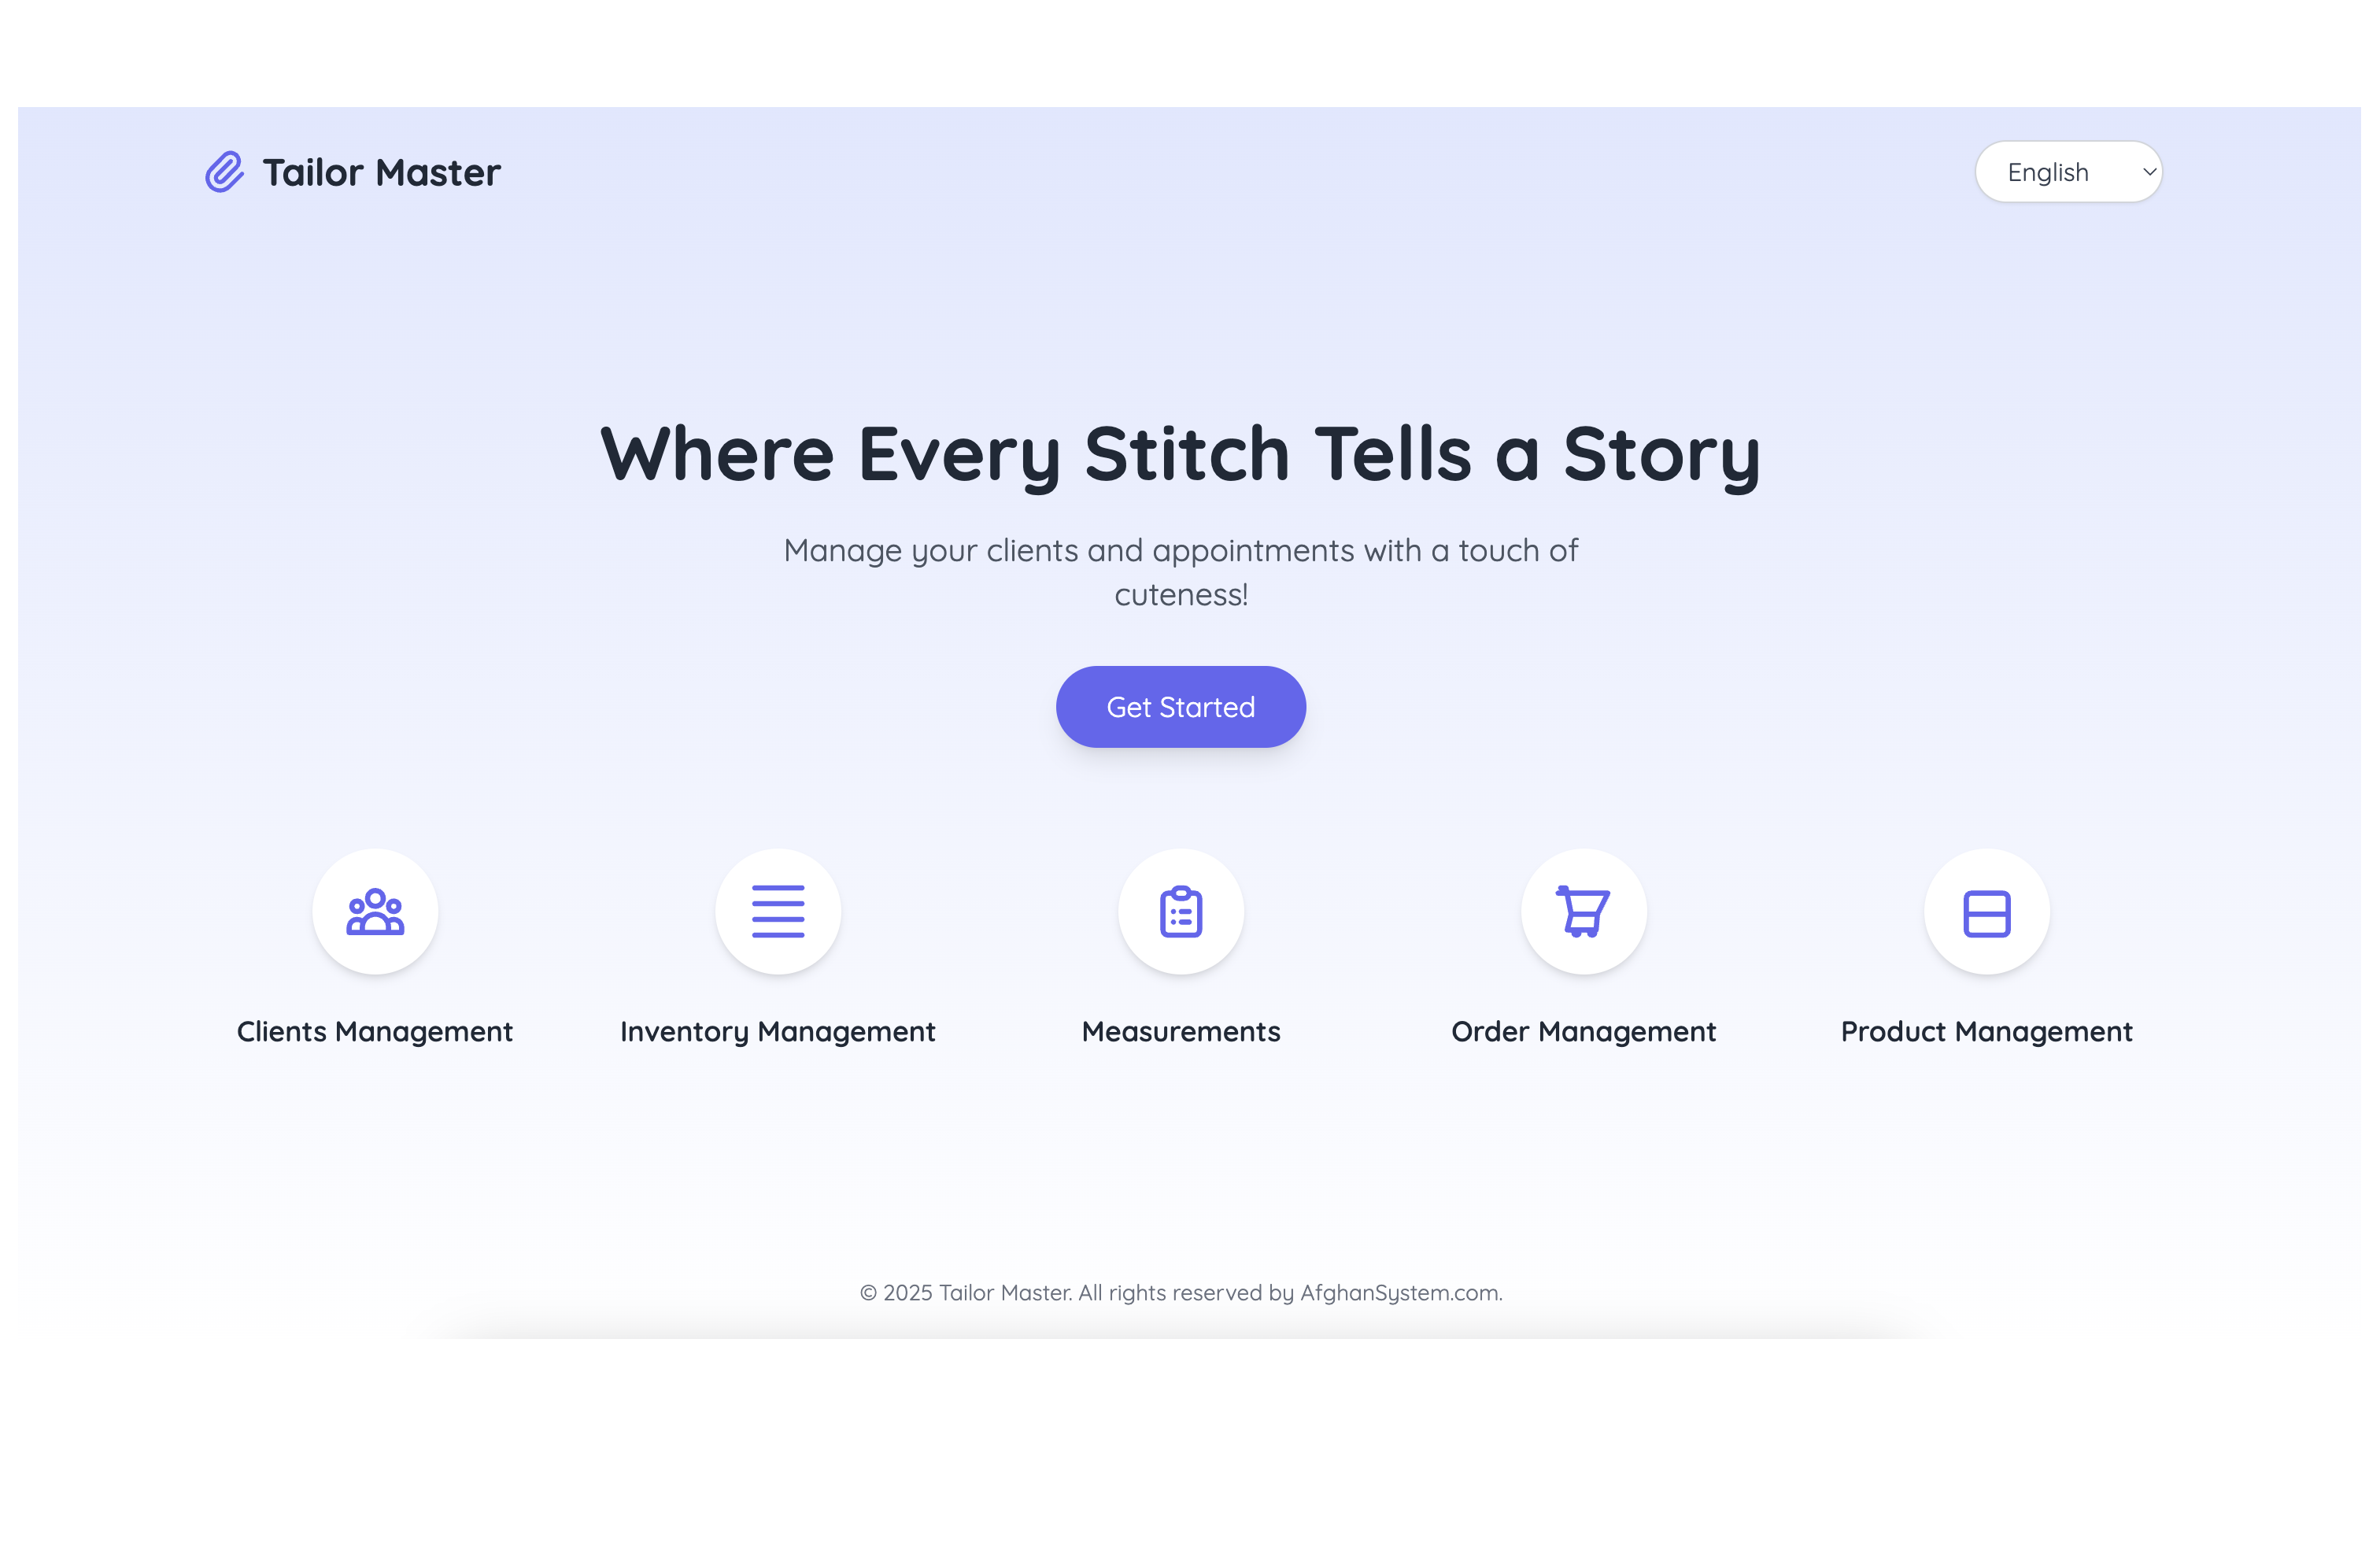 Tailor Master
English
Where Every Stitch Tells a Story
Manage your clients and appointments with a touch of
cuteness!
Get Started
Clients Management
Inventory Management
Measurements
Order Management
Product Management
© 2025 Tailor Master. All rights reserved by AfghanSystem.com.